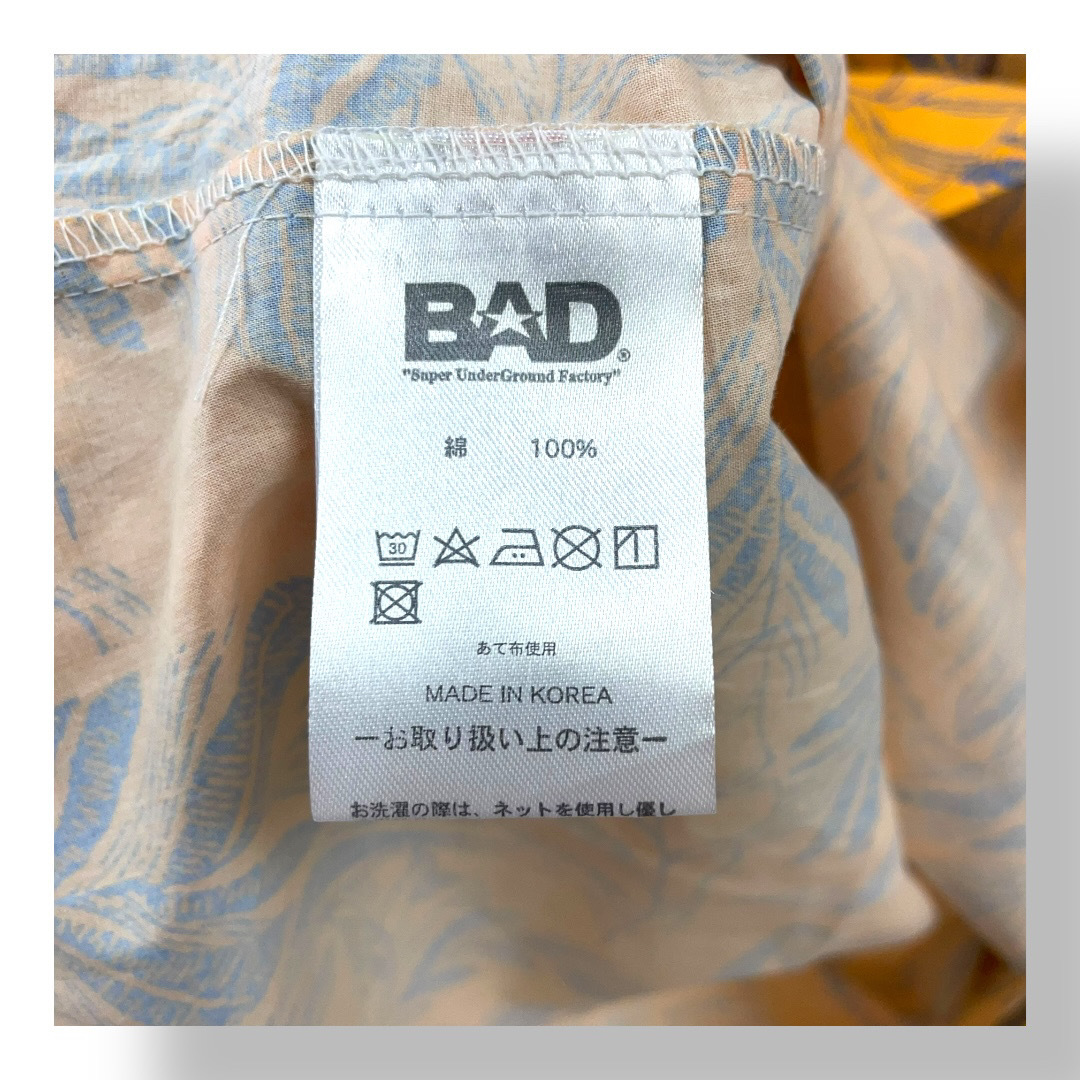 BAD®
"Super UnderGround Factory"
綿 100%
30
あて布使用
MADE IN KOREA
ーお取り扱い上の注意ー
お洗濯の際は、ネットを使用し優し